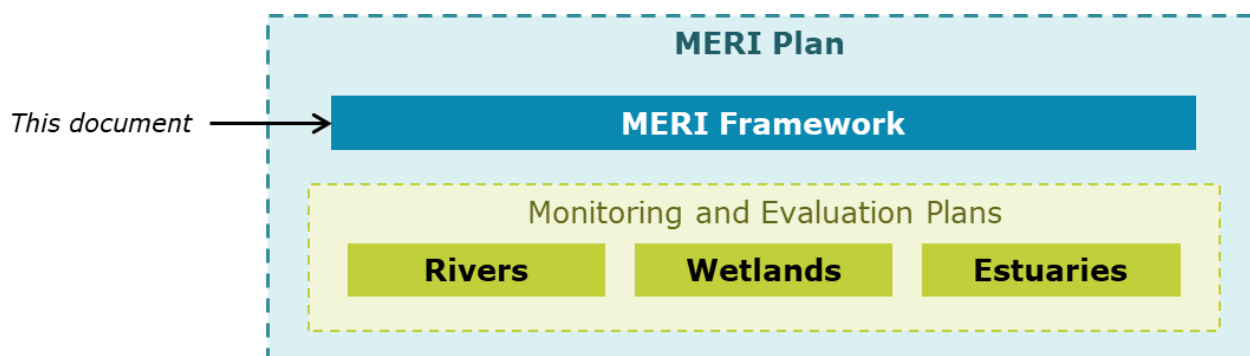 MERI Plan
This document
MERI Framework
Monitoring and Evaluation Plans
Rivers
Wetlands
Estuaries